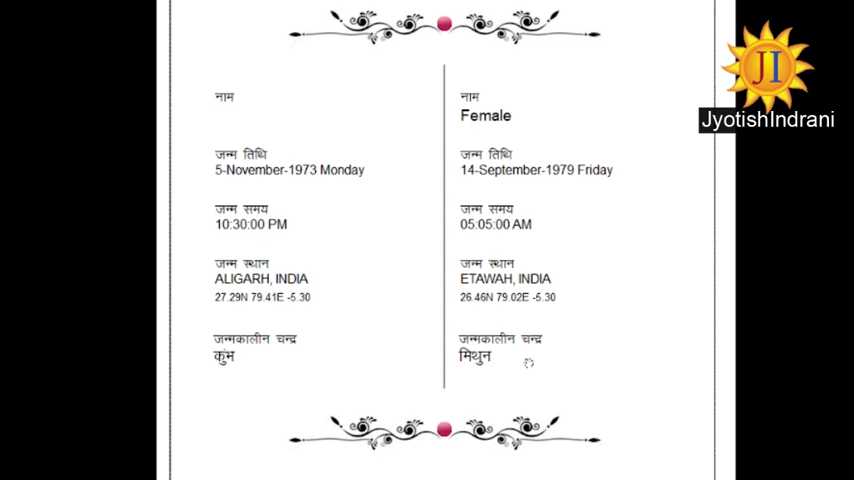 JI
JyotishIndrani
नाम
जन्म तिथि
5-November-1973 Monday
जन्म समय
10:30:00 PM
जन्म स्थान
ALIGARH, INDIA
27.29N 79.41E -5.30
जन्मकालीन चन्द्र
कुंभ
नाम
Female
जन्म तिथि
14-September-1979 Friday
जन्म समय
05:05:00 AM
जन्म स्थान
ETAWAH, INDIA
26.46N 79.02E -5.30
जन्मकालीन चन्द्र
मिथुन